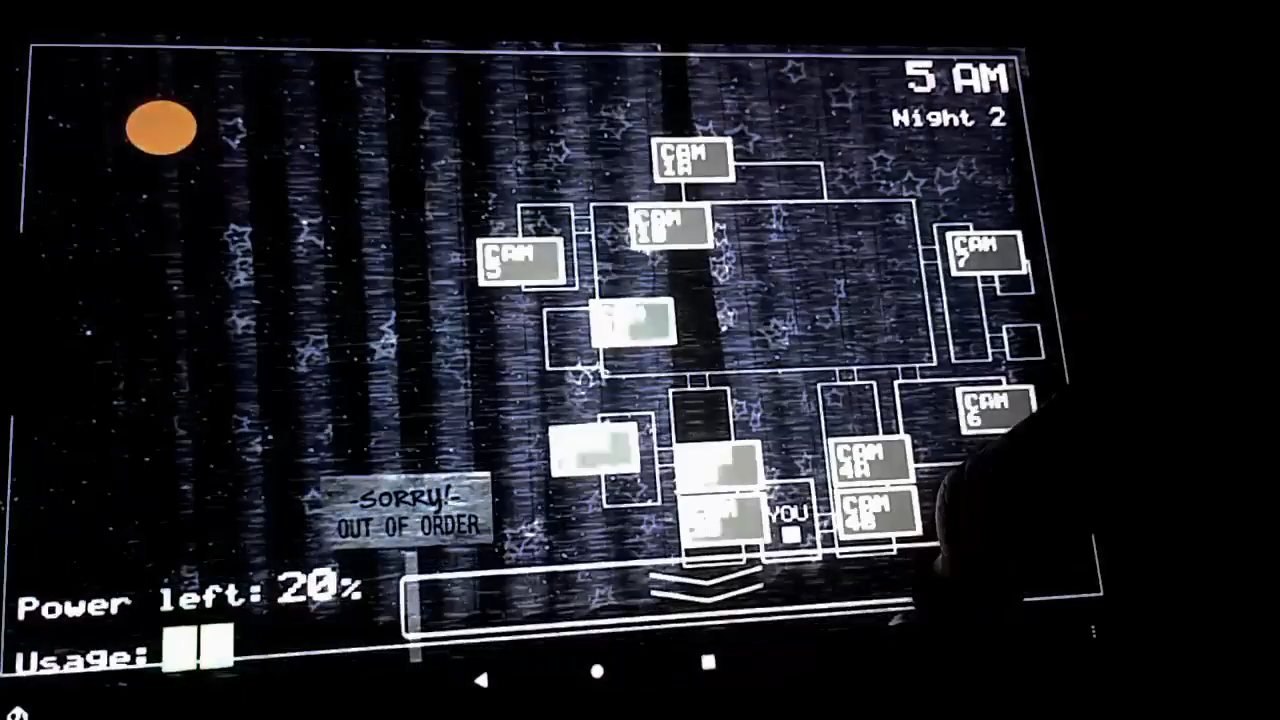 5 AM
Night 2
CAM
1A
CAM
1B
CAM
5
CAM
7
CAM
6
CAM
4A
CAM
4B
YOU
-SORRY!-
OUT OF ORDER
Power left: 20%
Usage: